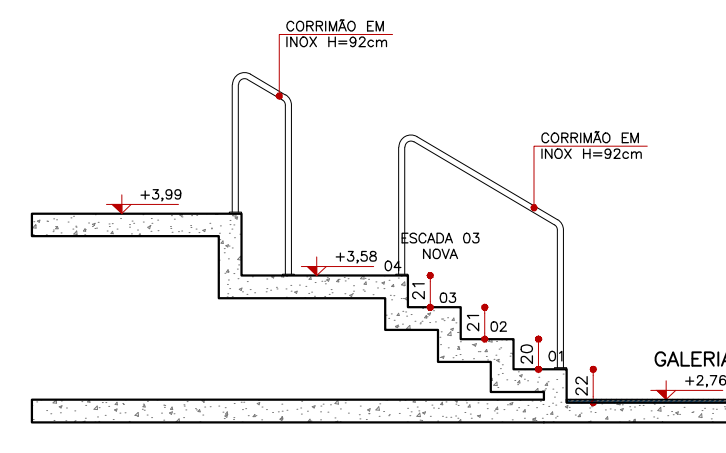 CORRIMÃO EM
INOX H=92cm
CORRIMÃO EM
INOX H=92cm
+3,99
ESCADA 03
NOVA
+3,58
04
21
03
21
02
20
01
22
GALERIA
+2,76